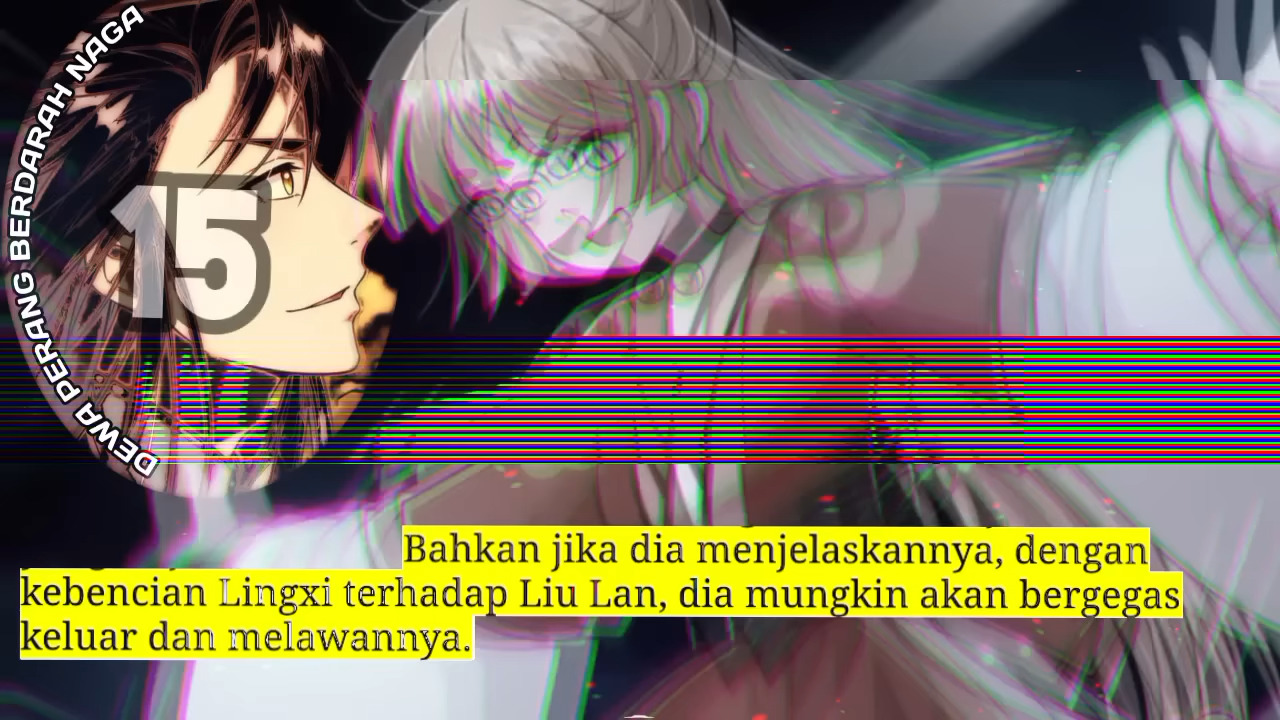 DEWA PERANG BERDARAH NAGA
15
Bahkan jika dia menjelaskannya, dengan
kebencian Lingxi terhadap Liu Lan, dia mungkin akan bergegas
keluar dan melawannya.